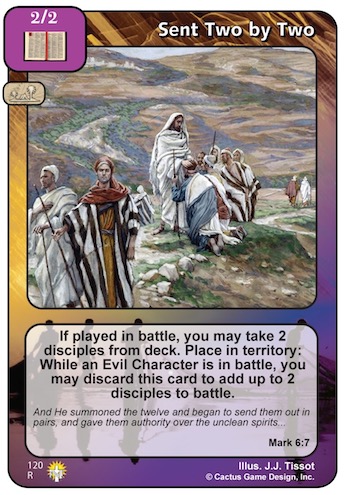 2/2
Sent Two by Two
If played in battle, you may take 2
disciples from deck. Place in territory:
While an Evil Character is in battle, you
may discard this card to add up to 2
disciples to battle.
And He summoned the twelve and began to send them out in
pairs, and gave them authority over the unclean spirits...
Mark 6:7
120
R
Illus. J.J. Tissot
© Cactus Game Design, Inc.